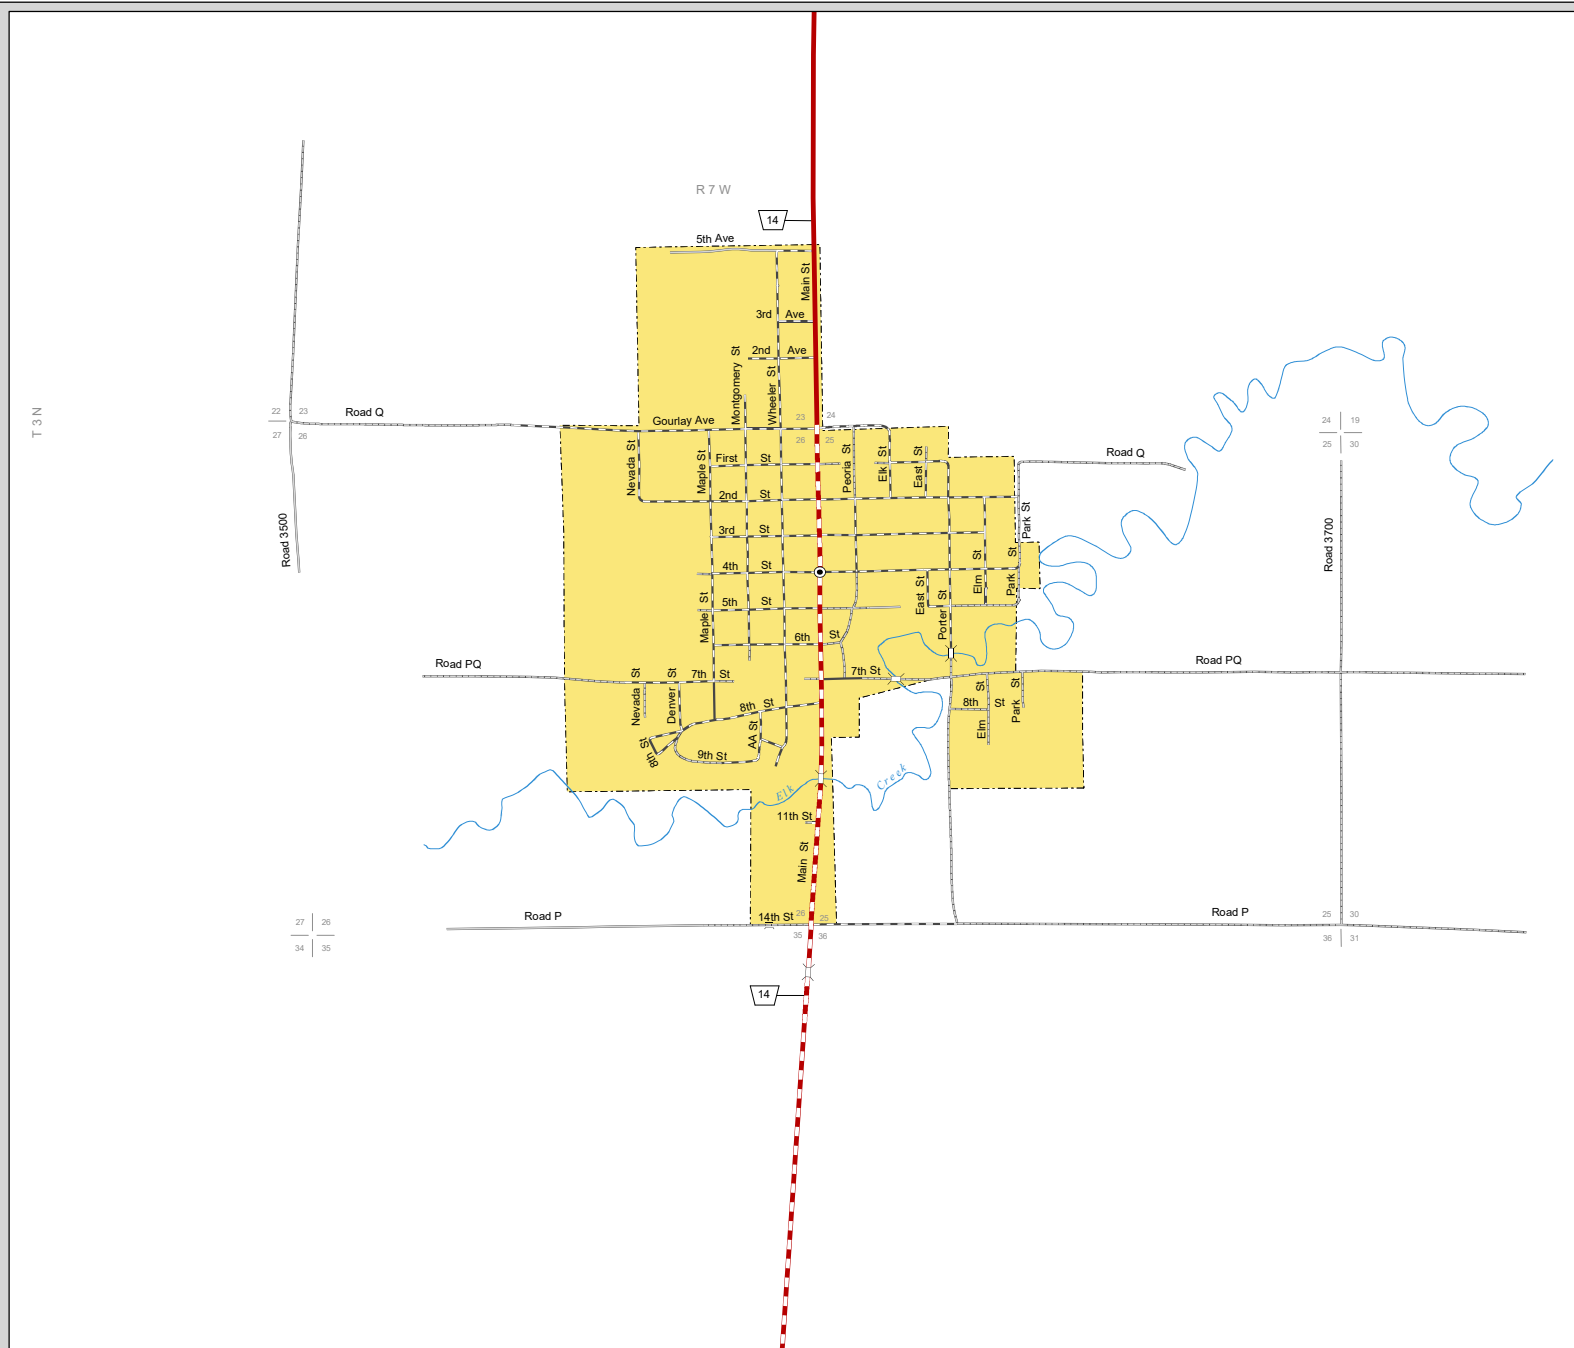 R 7 W
14
5th Ave
Main St
3rd Ave
2nd Ave
Montgomery St
Wheeler St
T 3 N
22 23
27 26
Road Q
Gourlay Ave
23 24
26 25
24 19
25 30
Nevada St
Maple St
First St
Peoria St
Elk St
East St
Road Q
2nd St
Park St
Road 3500
3rd St
Road 3700
4th St
Elm St
Park St
5th St
Maple St
East St
Porter St
6th St
Road PQ
7th St
7th St
Road PQ
Nevada St
Denver St
8th St
8th St
Elm St
Park St
AA St
8th St
9th St
Elk Creek
11th St
Main St
14th St
26 25
35 36
Road P
Road P
27 26
34 35
25 30
36 31
14